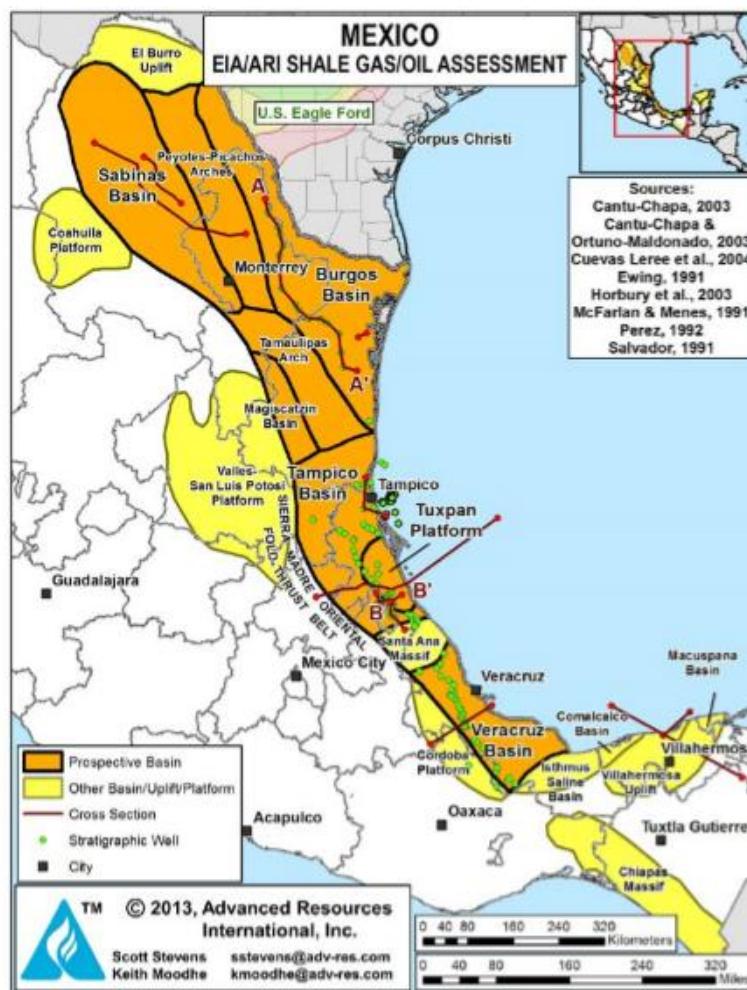 MEXICO
EIA/ARI SHALE GAS/OIL ASSESSMENT
El Burro
Uplift
U.S. Eagle Ford
Corpus Christi
Peyotes-Picachos
Arches
Sabinas
Basin
A
Coahuila
Platform
Monterrey
Burgos
Basin
Tamaulipas
Arch
A'
Magiscatzin
Basin
Sources:
Cantu-Chapa, 2003
Cantu-Chapa &
Ortuno-Maldonado, 2003
Cuevas Leree et al., 2004
Ewing, 1991
Horbury et al., 2003
McFarlan & Menes, 1991
Perez, 1992
Salvador, 1991
Valles-
San Luis Potosi
Platform
Tampico
Basin
Tampico
Tuxpan
Platform
SIERRA MADRE ORIENTAL
FOLD-THRUST BELT
Guadalajara
B
B'
Santa Ana
Massif
Mexico City
Veracruz
Macuspana
Basin
Veracruz
Basin
Comalcalco
Basin
Villahermos
Cordoba
Platform
Isthmus
Saline
Basin
Villahermosa
Uplift
Prospective Basin
Other Basin/Uplift/Platform
Cross Section
Stratigraphic Well
City
Acapulco
Oaxaca
Tuxtla Gutierre
Chiapas
Massif
TM
© 2013, Advanced Resources
International, Inc.
Scott Stevens sstevens@adv-res.com
Keith Moodhe kmoodhe@adv-res.com
0 40 80 160 240 320
Kilometers
0 40 80 160 240 320
Miles